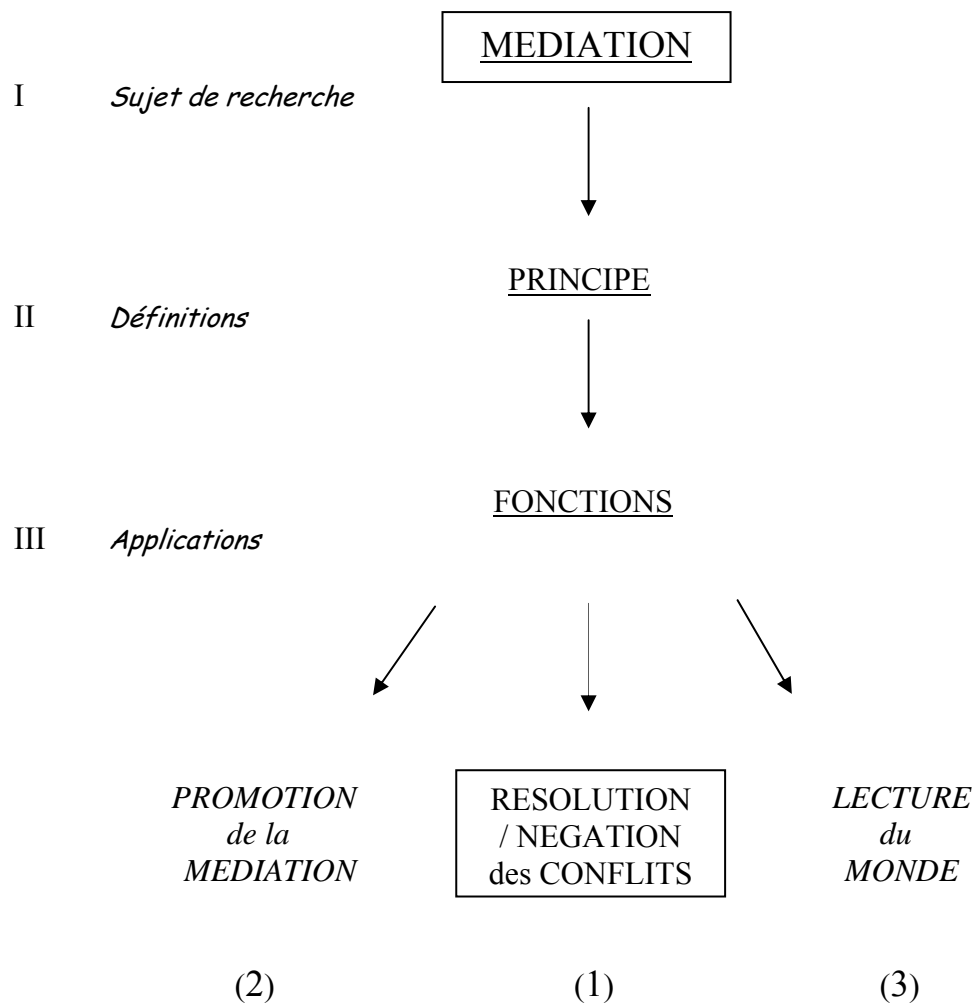 MEDIATION
I Sujet de recherche
PRINCIPE
II Définitions
FONCTIONS
III Applications
PROMOTION
de la
MEDIATION
RESOLUTION
/ NEGATION
des CONFLITS
LECTURE
du
MONDE
(2) (1) (3)